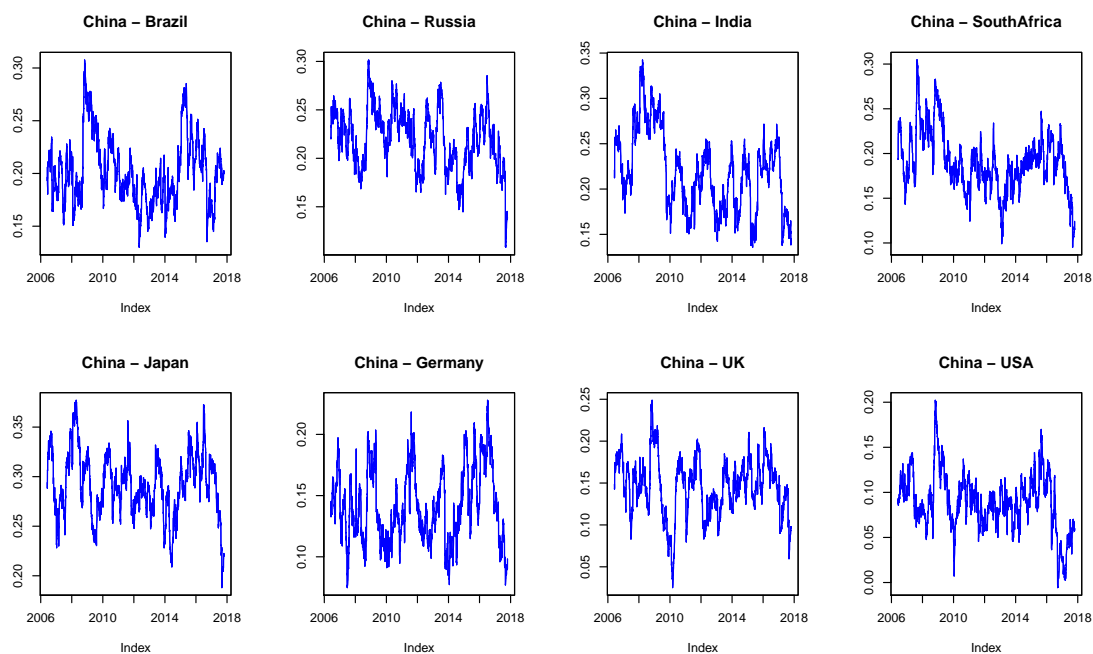 China – Brazil
0.30
0.25
0.20
0.15
2006 2010 2014 2018
Index
China – Russia
0.30
0.25
0.20
0.15
2006 2010 2014 2018
Index
China – India
0.35
0.30
0.25
0.20
0.15
2006 2010 2014 2018
Index
China – SouthAfrica
0.30
0.25
0.20
0.15
0.10
2006 2010 2014 2018
Index
China – Japan
0.35
0.30
0.25
0.20
2006 2010 2014 2018
Index
China – Germany
0.20
0.15
0.10
2006 2010 2014 2018
Index
China – UK
0.25
0.20
0.15
0.10
0.05
2006 2010 2014 2018
Index
China – USA
0.20
0.15
0.10
0.05
0.00
2006 2010 2014 2018
Index